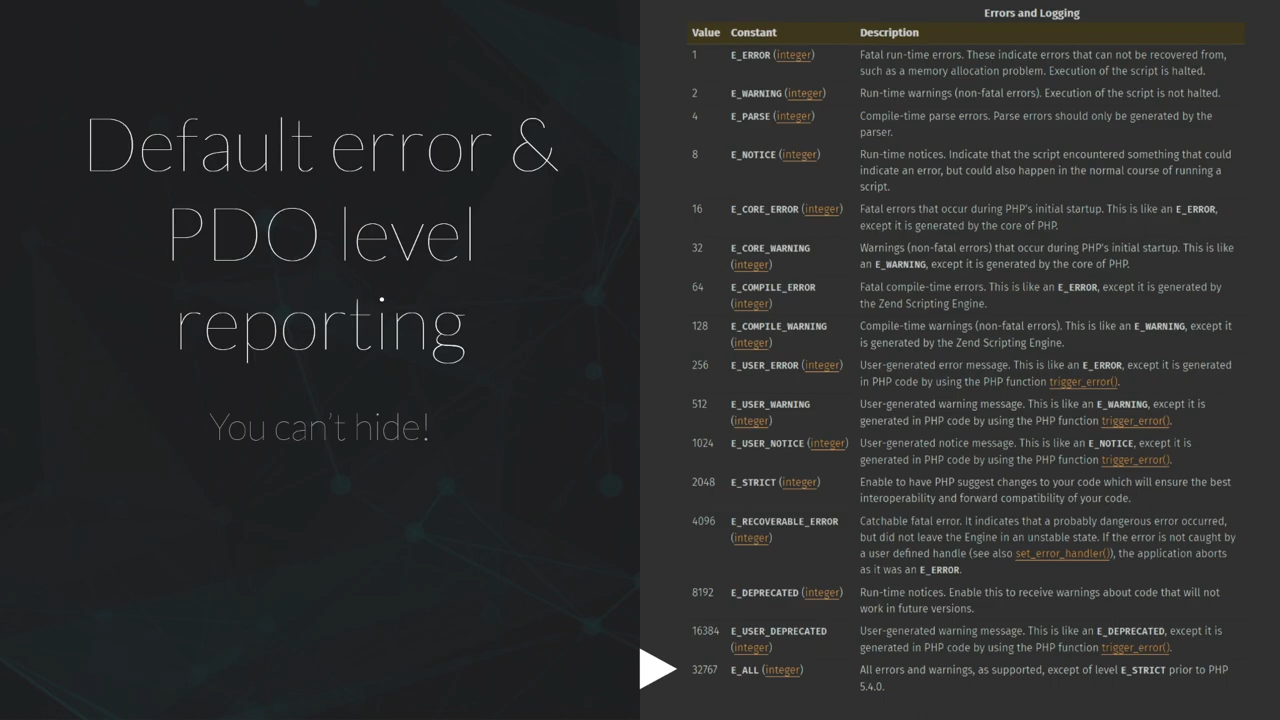 Default error &
PDO level
reporting
You can't hide!
Errors and Logging
Value Constant Description
1 E_ERROR (integer) Fatal run-time errors. These indicate errors that can not be recovered from,
such as a memory allocation problem. Execution of the script is halted.
2 E_WARNING (integer) Run-time warnings (non-fatal errors). Execution of the script is not halted.
4 E_PARSE (integer) Compile-time parse errors. Parse errors should only be generated by the
parser.
8 E_NOTICE (integer) Run-time notices. Indicate that the script encountered something that could
indicate an error, but could also happen in the normal course of running a
script.
16 E_CORE_ERROR (integer) Fatal errors that occur during PHP's initial startup. This is like an E_ERROR,
except it is generated by the core of PHP.
32 E_CORE_WARNING Warnings (non-fatal errors) that occur during PHP's initial startup. This is like
(integer) an E_WARNING, except it is generated by the core of PHP.
64 E_COMPILE_ERROR Fatal compile-time errors. This is like an E_ERROR, except it is generated by
(integer) the Zend Scripting Engine.
128 E_COMPILE_WARNING Compile-time warnings (non-fatal errors). This is like an E_WARNING, except it
(integer) is generated by the Zend Scripting Engine.
256 E_USER_ERROR (integer) User-generated error message. This is like an E_ERROR, except it is generated
in PHP code by using the PHP function trigger_error().
512 E_USER_WARNING User-generated warning message. This is like an E_WARNING, except it is
(integer) generated in PHP code by using the PHP function trigger_error().
1024 E_USER_NOTICE (integer) User-generated notice message. This is like an E_NOTICE, except it is
generated in PHP code by using the PHP function trigger_error().
2048 E_STRICT (integer) Enable to have PHP suggest changes to your code which will ensure the best
interoperability and forward compatibility of your code.
4096 E_RECOVERABLE_ERROR Catchable fatal error. It indicates that a probably dangerous error occurred,
(integer) but did not leave the Engine in an unstable state. If the error is not caught by
a user defined handle (see also set_error_handler()), the application aborts
as it was an E_ERROR.
8192 E_DEPRECATED (integer) Run-time notices. Enable this to receive warnings about code that will not
work in future versions.
16384 E_USER_DEPRECATED User-generated warning message. This is like an E_DEPRECATED, except it is
(integer) generated in PHP code by using the PHP function trigger_error().
32767 E_ALL (integer) All errors and warnings, as supported, except of level E_STRICT prior to PHP
5.4.0.